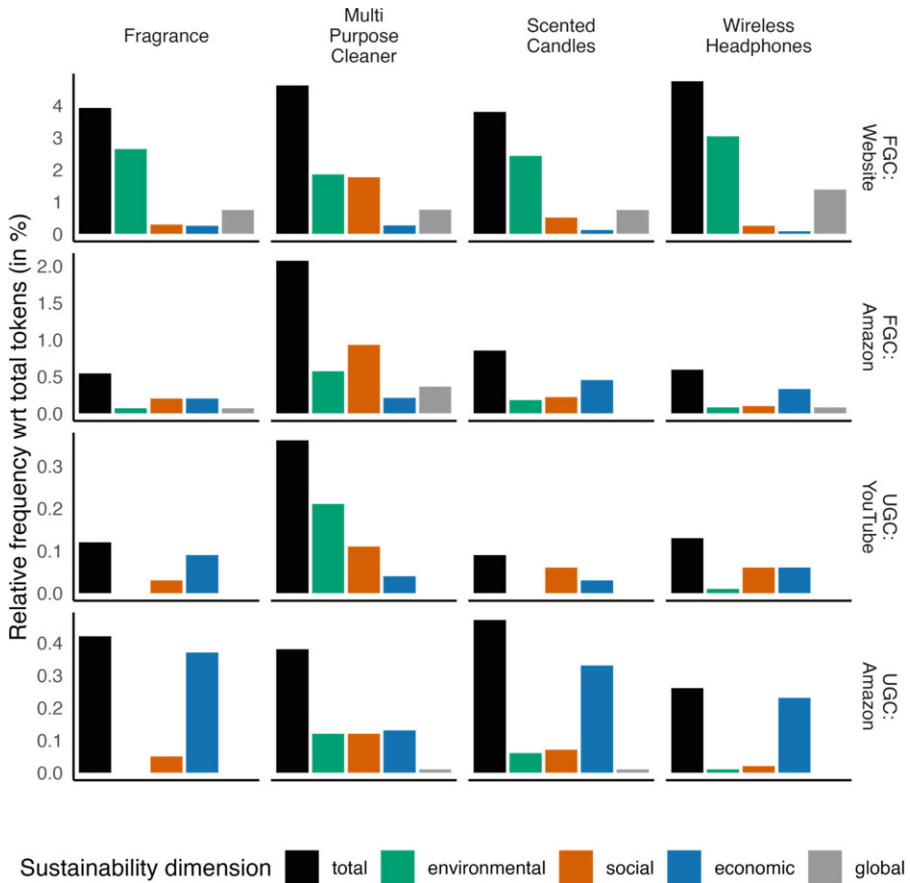 Fragrance
Multi
Purpose
Cleaner
Scented
Candles
Wireless
Headphones
Relative frequency wrt total tokens (in %)
4
3
2
1
0
FGC:
Website
2.0
1.5
1.0
0.5
0.0
FGC:
Amazon
0.3
0.2
0.1
0.0
UGC:
YouTube
0.4
0.3
0.2
0.1
0.0
UGC:
Amazon
Sustainability dimension total environmental social economic global